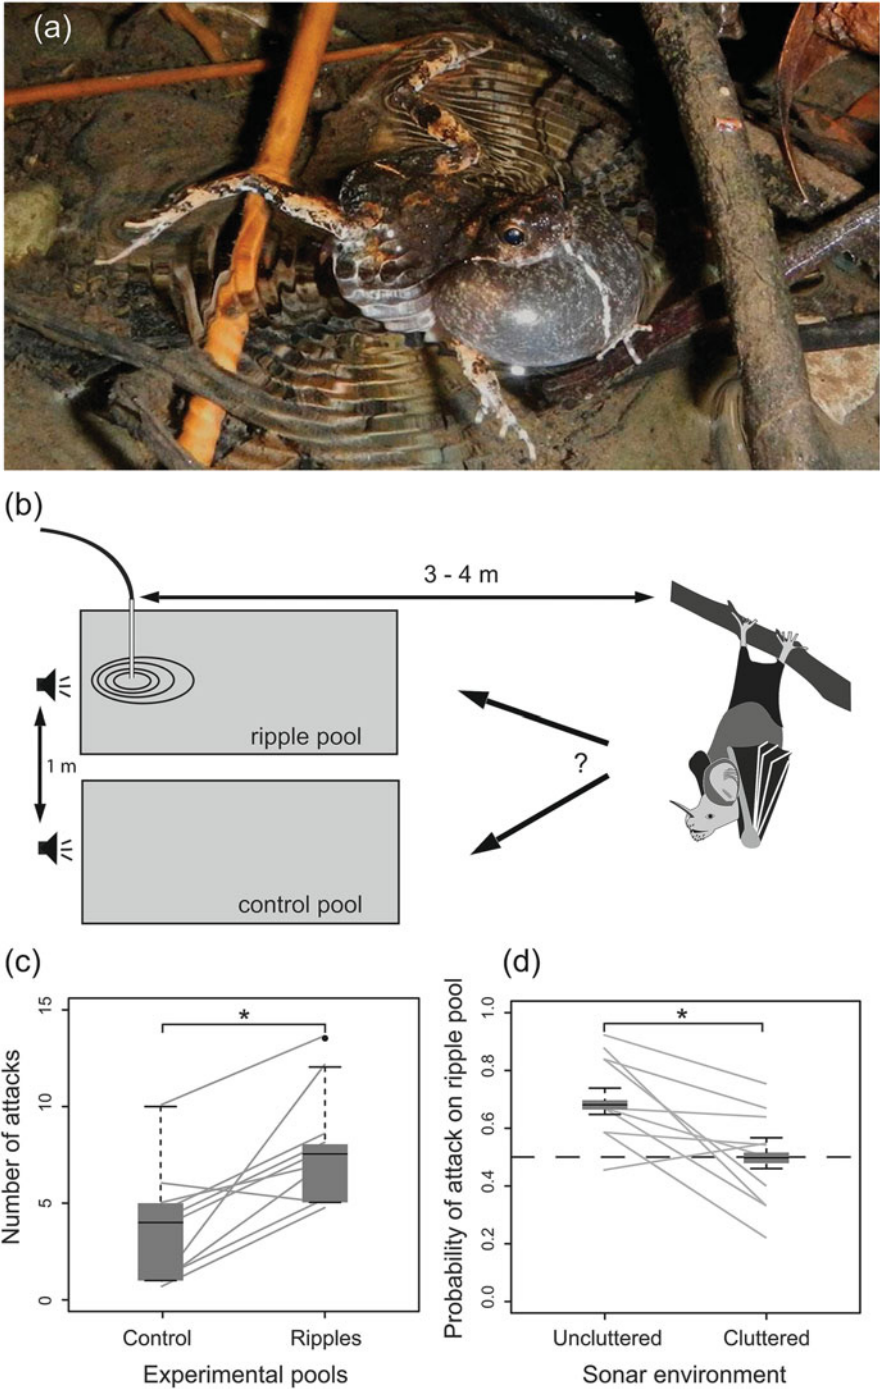 (a)
(b)
3 - 4 m
ripple pool
1 m
?
control pool
(c)
(d)
Number of attacks
15
10
5
0
*
Control
Ripples
Experimental pools
Probability of attack on ripple pool
1.0
0.8
0.6
0.4
0.2
0.0
*
Uncluttered
Cluttered
Sonar environment